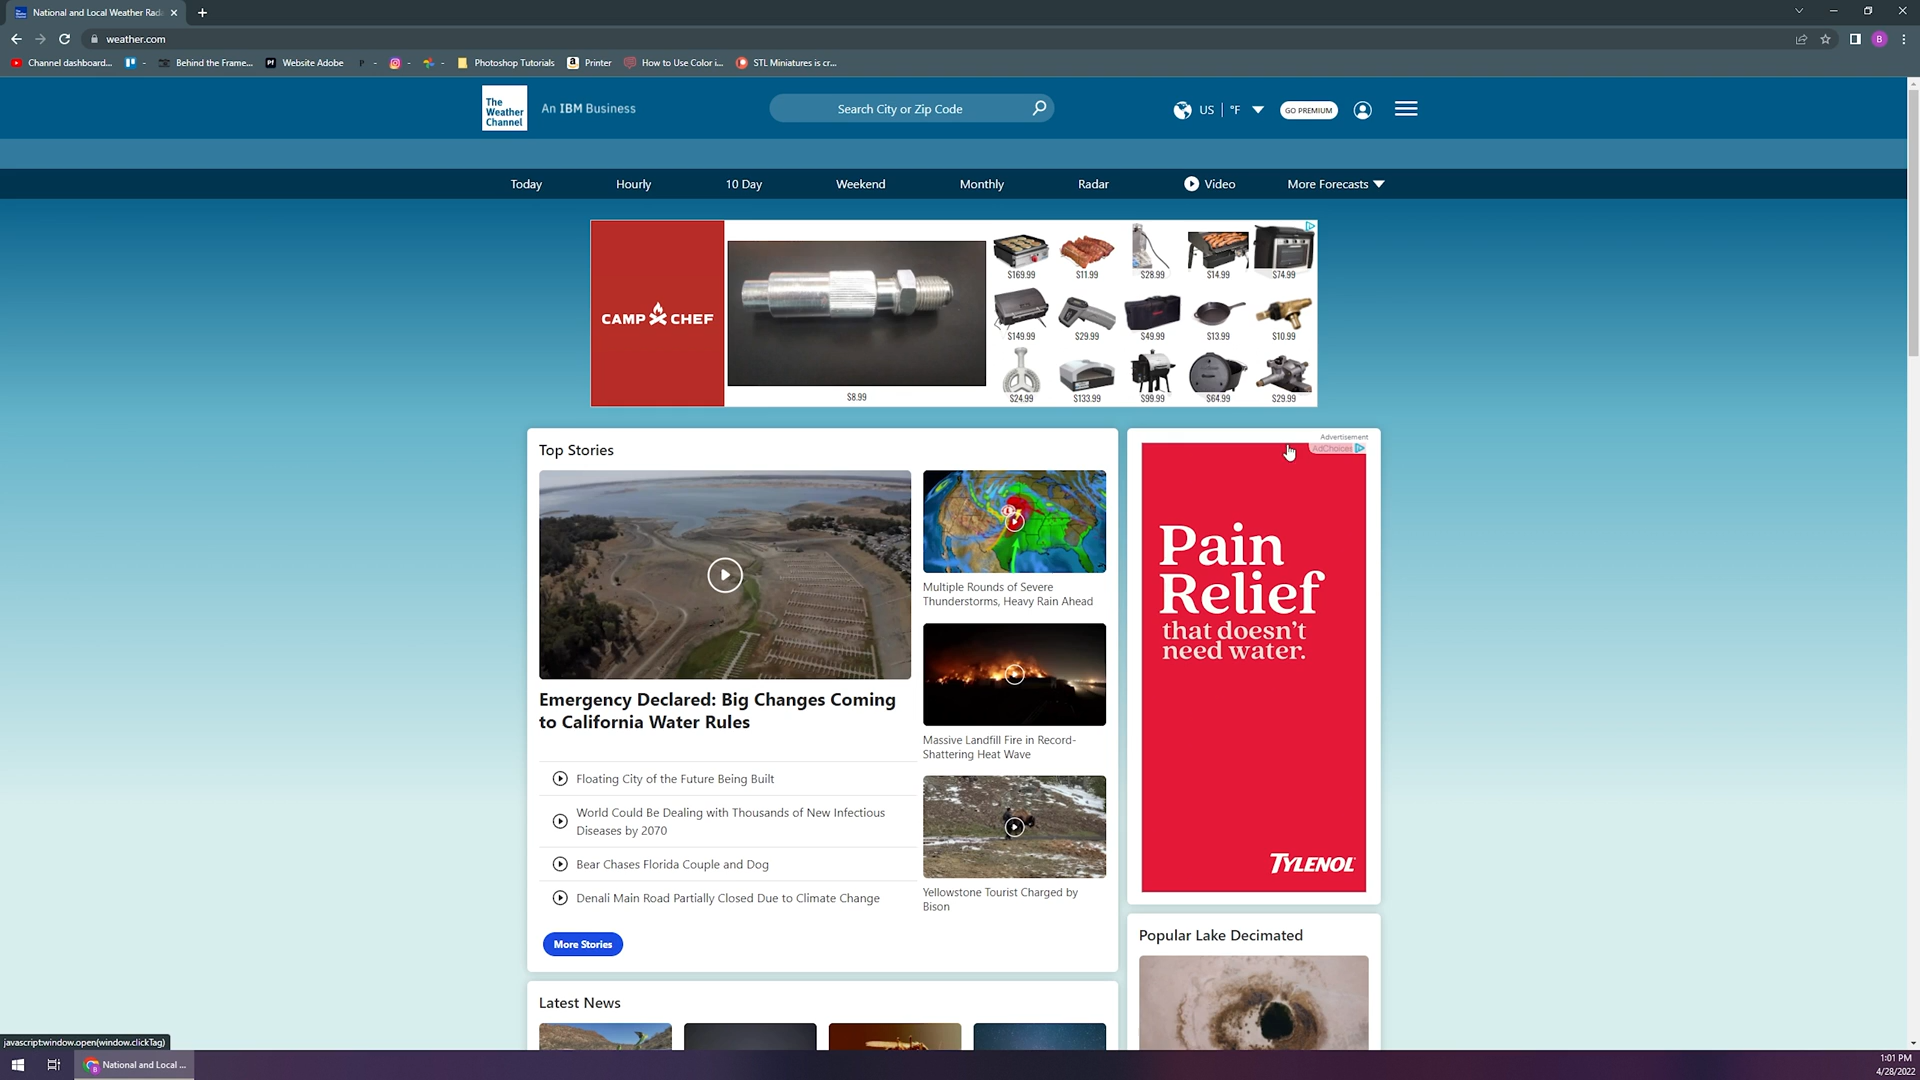 National and Local Weather Rada
weather.com
Channel dashboard...
-
Behind the Frame...
Website Adobe
-
-
-
Photoshop Tutorials
Printer
How to Use Color i...
STL Miniatures is cr...
B
The
Weather
Channel
An IBM Business
Search City or Zip Code
US | °F
GO PREMIUM
Today
Hourly
10 Day
Weekend
Monthly
Radar
Video
More Forecasts
CAMP CHEF
$8.99
$169.99
$11.99
$28.99
$14.99
$74.99
$149.99
$29.99
$49.99
$13.99
$10.99
$24.99
$133.99
$99.99
$64.99
$29.99
Top Stories
Emergency Declared: Big Changes Coming
to California Water Rules
Floating City of the Future Being Built
World Could Be Dealing with Thousands of New Infectious
Diseases by 2070
Bear Chases Florida Couple and Dog
Denali Main Road Partially Closed Due to Climate Change
More Stories
Multiple Rounds of Severe
Thunderstorms, Heavy Rain Ahead
Massive Landfill Fire in Record-
Shattering Heat Wave
Yellowstone Tourist Charged by
Bison
Advertisement
AdChoices
Pain
Relief
that doesn't
need water.
TYLENOL
Popular Lake Decimated
Latest News
javascript:window.open(window.clickTag)
National and Local ...
1:01 PM
4/28/2022